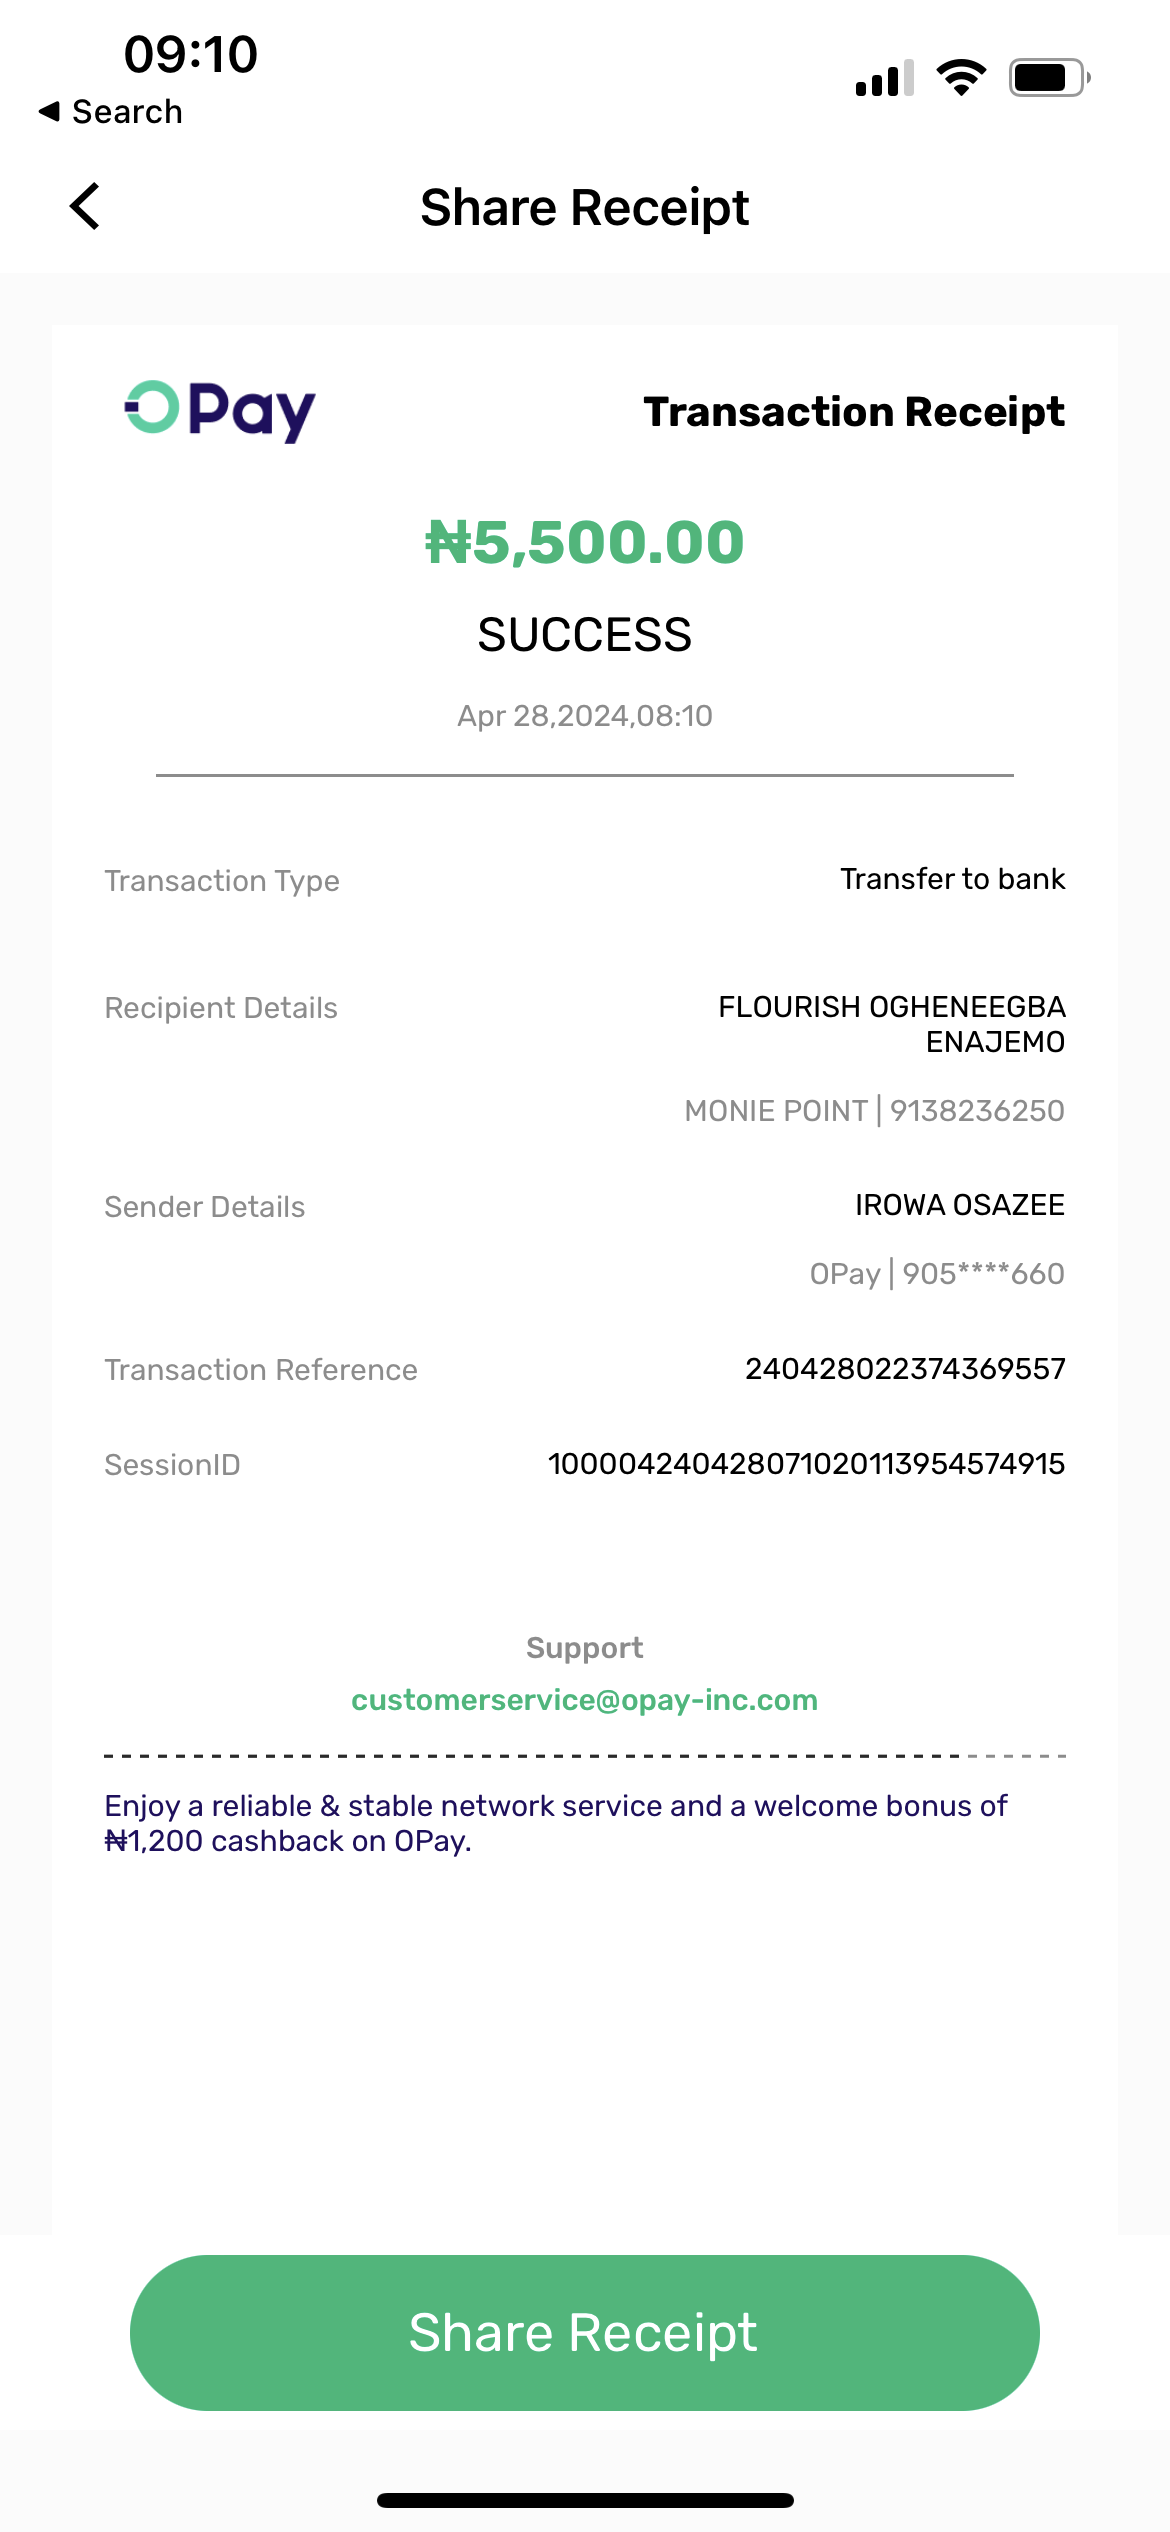 09:10
Search
Share Receipt
OPay
Transaction Receipt
₦5,500.00
SUCCESS
Apr 28,2024,08:10
Transaction Type
Transfer to bank
Recipient Details
FLOURISH OGHENEEGBA
ENAJEMO
MONIE POINT | 9138236250
Sender Details
IROWA OSAZEE
OPay | 905****660
Transaction Reference
240428022374369557
SessionID
100004240428071020113954574915
Support
customerservice@opay-inc.com
Enjoy a reliable & stable network service and a welcome bonus of
₦1,200 cashback on OPay.
Share Receipt